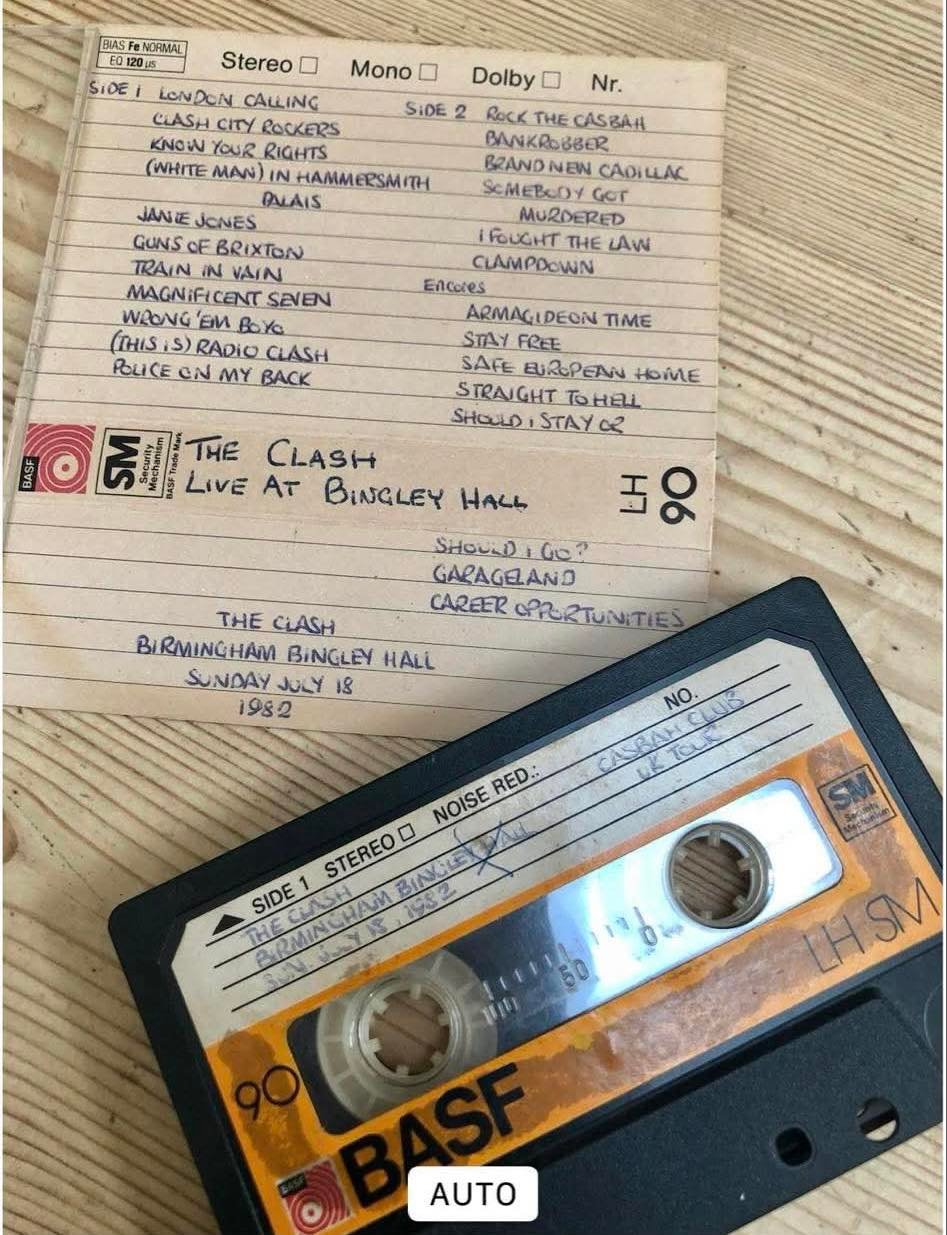 BIAS Fe NORMAL
EQ 120 µs
Stereo Mono Dolby Nr.
SIDE 1 LONDON CALLING
CLASH CITY ROCKERS
KNOW YOUR RIGHTS
(WHITE MAN) IN HAMMERSMITH
PALAIS
JANIE JONES
GUNS OF BRIXTON
TRAIN IN VAIN
MAGNIFICENT SEVEN
WRONG 'EM BOYO
(THIS IS) RADIO CLASH
POLICE ON MY BACK
SIDE 2 ROCK THE CASBAH
BANKROBBER
BRAND NEW CADILLAC
SOMEBODY GOT
MURDERED
I FOUGHT THE LAW
CLAMPDOWN
Encores
ARMAGIDEON TIME
STAY FREE
SAFE EUROPEAN HOME
STRAIGHT TO HELL
SHOULD I STAY OR
BASF
SM
Security
Mechanism
BASF Trade Mark
THE CLASH
LIVE AT BINGLEY HALL
LH
90
SHOULD I GO?
GARAGELAND
CAREER OPPORTUNITIES
THE CLASH
BIRMINGHAM BINGLEY HALL
SUNDAY JULY 18
1982
SIDE 1 STEREO NOISE RED.: NO.
CASBAH CLUB
UK TOUR
THE CLASH
BIRMINGHAM BINGLEY HALL
SUN. JULY 18, 1982
SM
Security
Mechanism
100 50 0
LH SM
90
BASF
BASF
AUTO